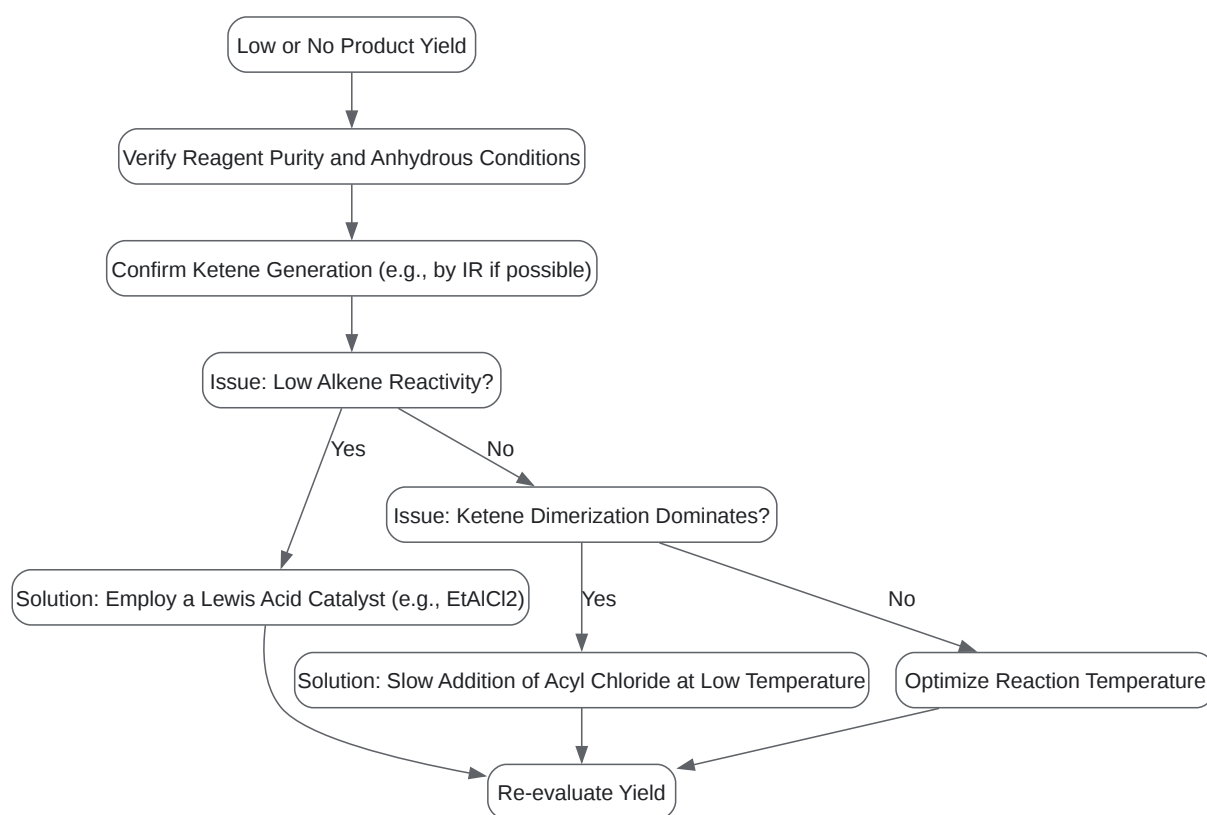 Low or No Product Yield
Verify Reagent Purity and Anhydrous Conditions
Confirm Ketene Generation (e.g., by IR if possible)
Issue: Low Alkene Reactivity?
Yes
No
Issue: Ketene Dimerization Dominates?
Solution: Employ a Lewis Acid Catalyst (e.g., EtAlCl2)
Yes
No
Solution: Slow Addition of Acyl Chloride at Low Temperature
Optimize Reaction Temperature
Re-evaluate Yield